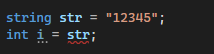 string str = "12345";
int i = str;